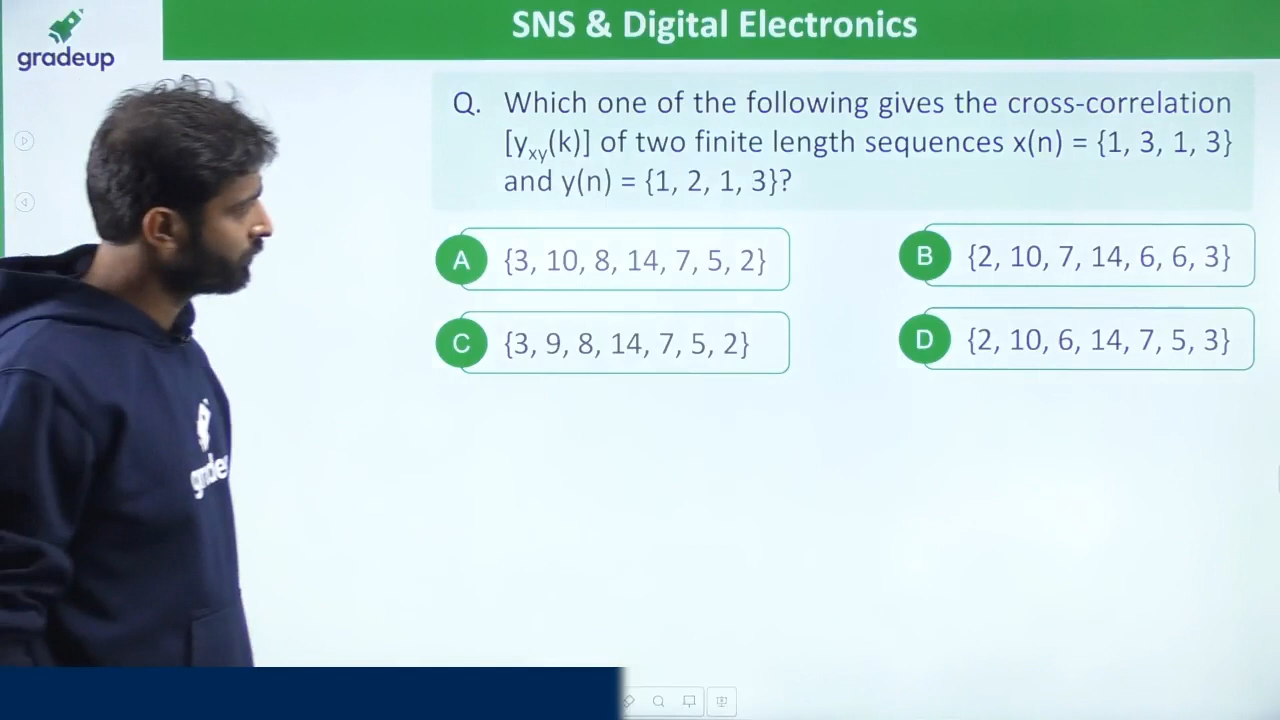 SNS & Digital Electronics
gradeup
Q. Which one of the following gives the cross-correlation
[yxy(k)] of two finite length sequences x(n) = {1, 3, 1, 3}
and y(n) = {1, 2, 1, 3}?
A {3, 10, 8, 14, 7, 5, 2}
B {2, 10, 7, 14, 6, 6, 3}
C {3, 9, 8, 14, 7, 5, 2}
D {2, 10, 6, 14, 7, 5, 3}